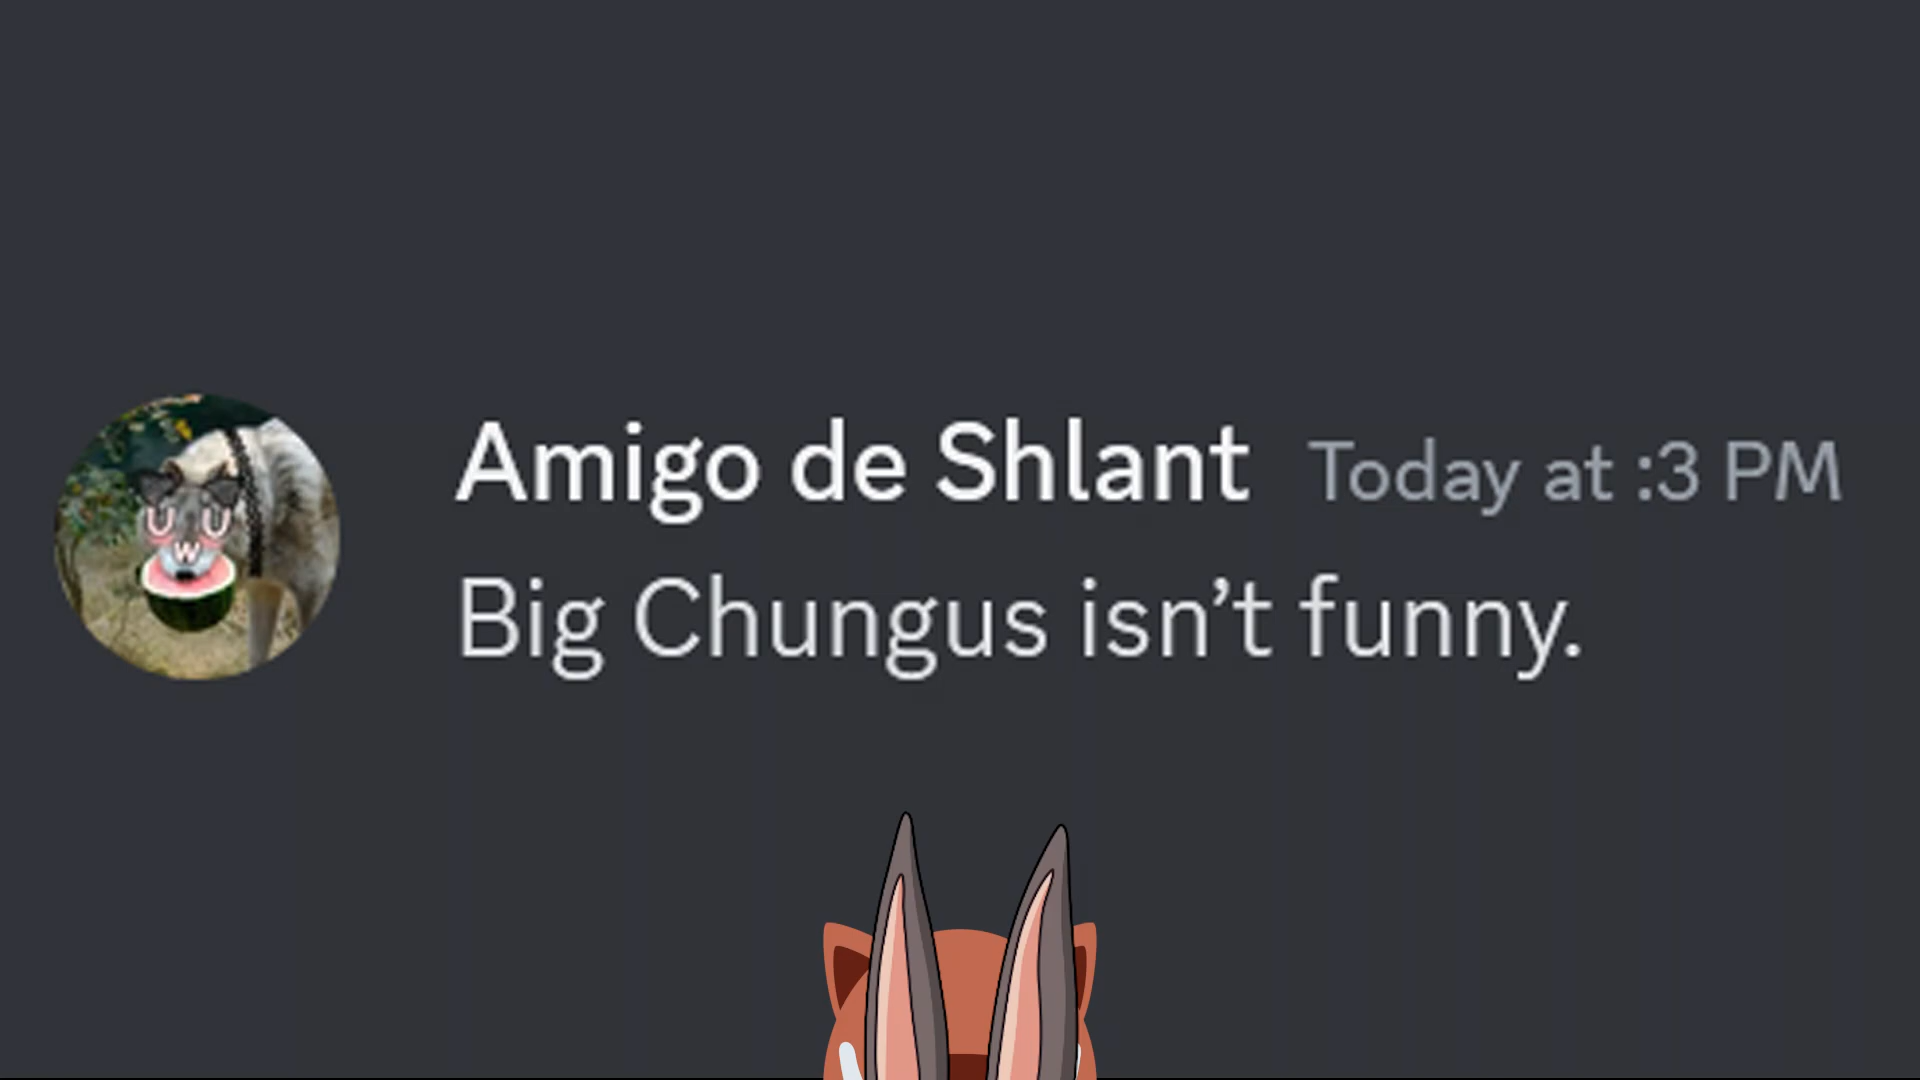 Amigo de Shlant Today at :3 PM
Big Chungus isn’t funny.
U W U